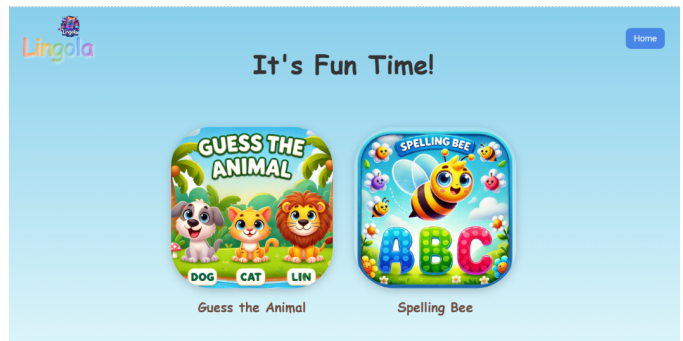 Lingola
Lingola
Home
It's Fun Time!
GUESS THE
ANIMAL
DOG
CAT
LIN
SPELLING BEE
ABC
Guess the Animal
Spelling Bee